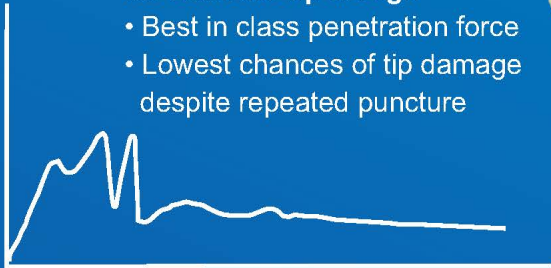 • Best in class penetration force
• Lowest chances of tip damage
despite repeated puncture